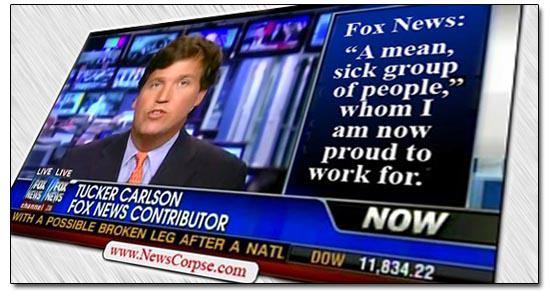 Fox News:
"A mean,
sick group
of people,"
whom I
am now
proud to
work for.
LIVE LIVE
FOX NEWS FOX NEWS
channel
TUCKER CARLSON
FOX NEWS CONTRIBUTOR
NOW
WITH A POSSIBLE BROKEN LEG AFTER A NATL
DOW 11,834.22
www.NewsCorpse.com